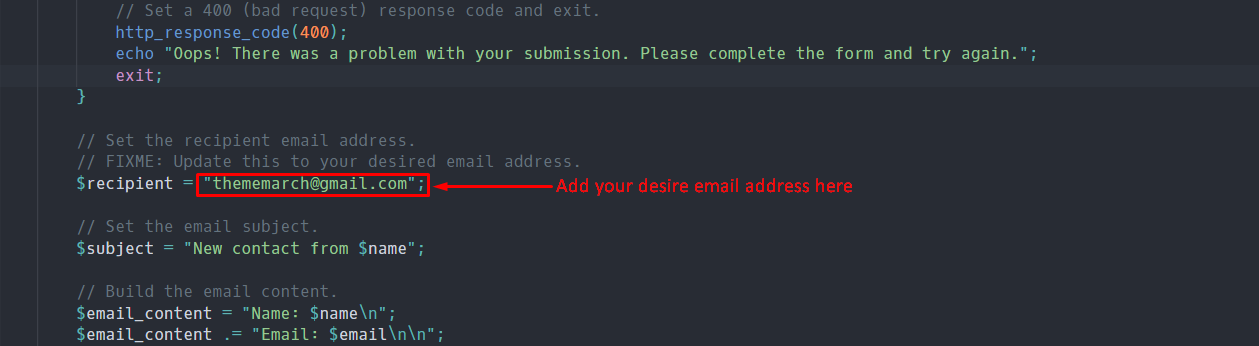 // Set a 400 (bad request) response code and exit.
http_response_code(400);
echo "Oops! There was a problem with your submission. Please complete the form and try again.";
exit;
}
// Set the recipient email address.
// FIXME: Update this to your desired email address.
$recipient = "thememarch@gmail.com"; Add your desire email address here
// Set the email subject.
$subject = "New contact from $name";
// Build the email content.
$email_content = "Name: $name\n";
$email_content .= "Email: $email\n\n";